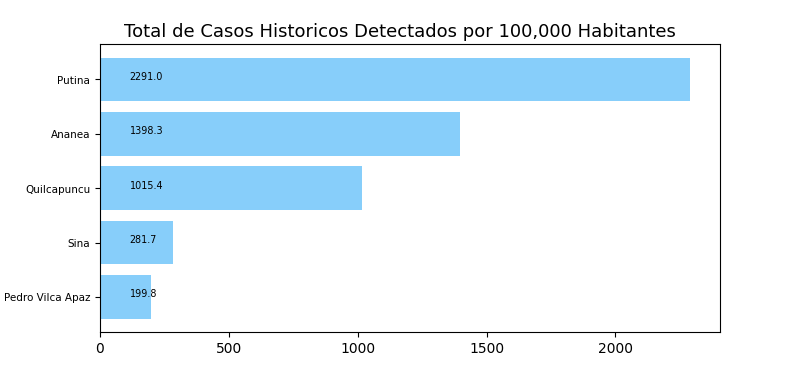 Total de Casos Historicos Detectados por 100,000 Habitantes
Putina 2291.0
Ananea 1398.3
Quilcapuncu 1015.4
Sina 281.7
Pedro Vilca Apaz 199.8
0 500 1000 1500 2000